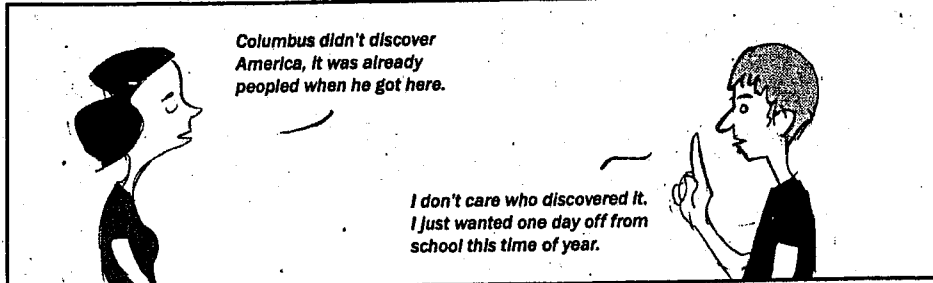 Columbus didn't discover
America, it was already
peopled when he got here.
I don't care who discovered it.
I just wanted one day off from
school this time of year.